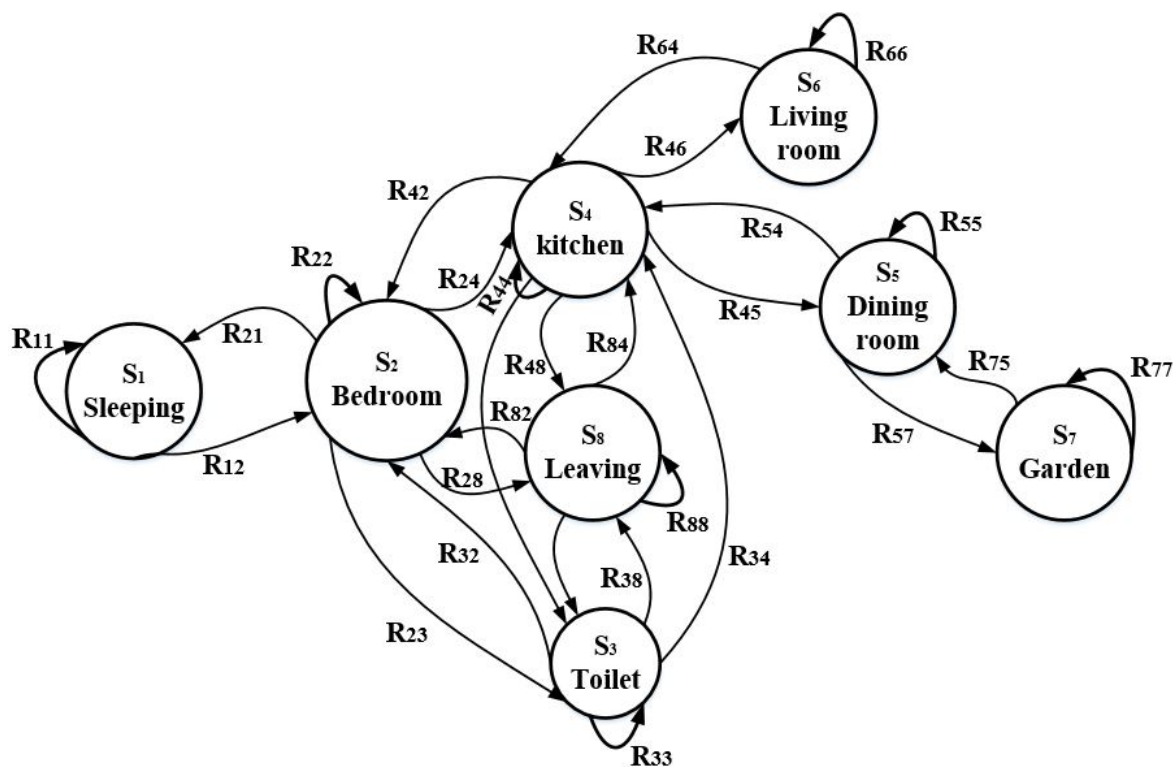 R64
R66
S6
Living
room
R46
R42
S4
kitchen
R54
R55
S5
Dining
room
R22
R24
R44
R45
R21
R11
S1
Sleeping
S2
Bedroom
R48
R84
R75
R77
R12
R82
R28
S8
Leaving
R57
S7
Garden
R88
R32
R38
R34
R23
S3
Toilet
R33